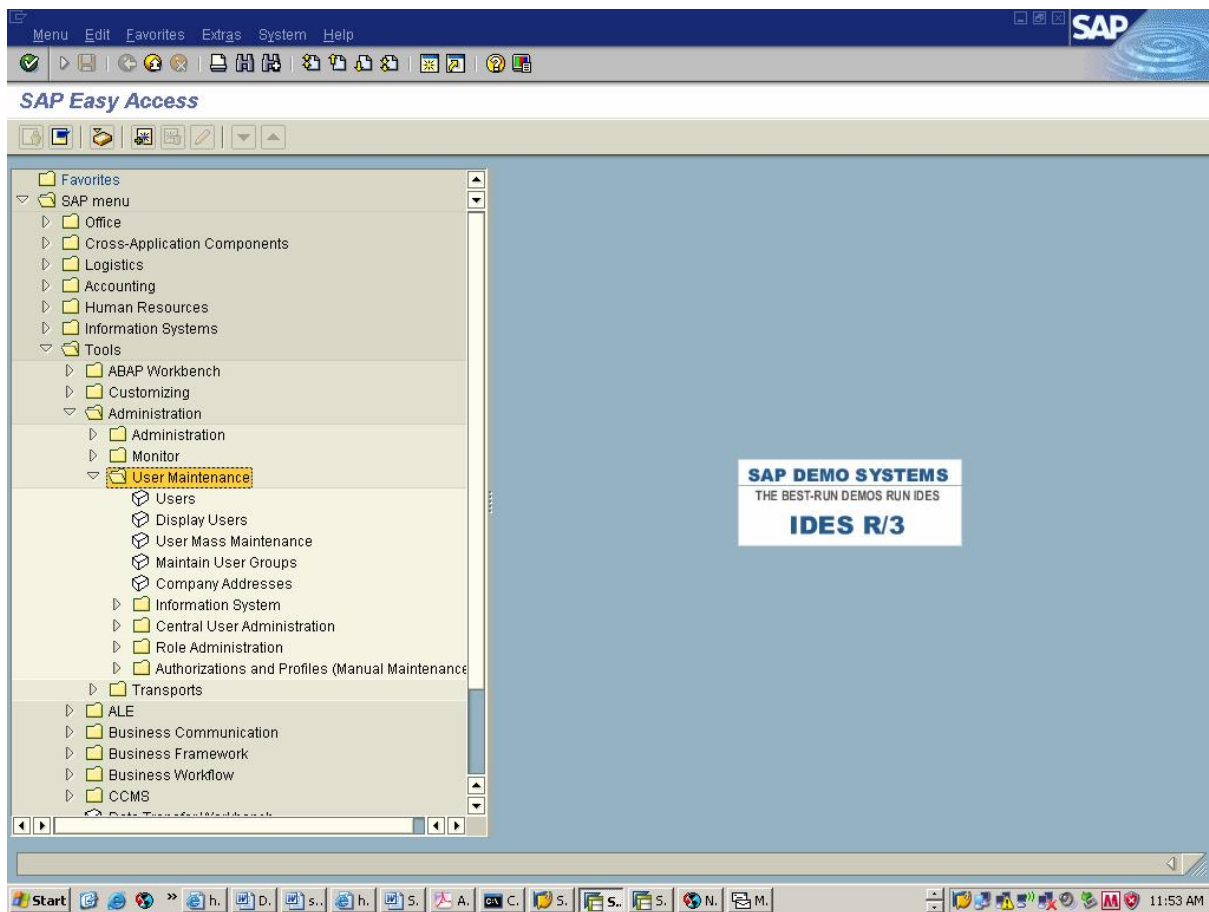 Menu Edit Favorites Extras System Help
SAP
SAP Easy Access
Favorites
SAP menu
Office
Cross-Application Components
Logistics
Accounting
Human Resources
Information Systems
Tools
ABAP Workbench
Customizing
Administration
Administration
Monitor
User Maintenance
Users
Display Users
User Mass Maintenance
Maintain User Groups
Company Addresses
Information System
Central User Administration
Role Administration
Authorizations and Profiles (Manual Maintenance
Transports
ALE
Business Communication
Business Framework
Business Workflow
CCMS
SAP DEMO SYSTEMS
THE BEST-RUN DEMOS RUN IDES
IDES R/3
Start » h. D. s.. h. S. A. C. S. S.. S. N. M. 11:53 AM